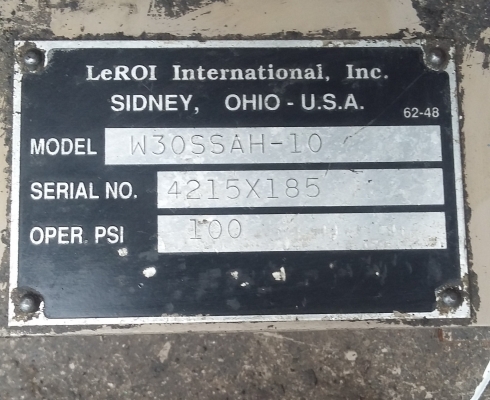 LeROI International, Inc.
SIDNEY, OHIO - U.S.A.
62-48
MODEL W30SSAH-10
SERIAL NO. 4215X185
OPER. PSI 100